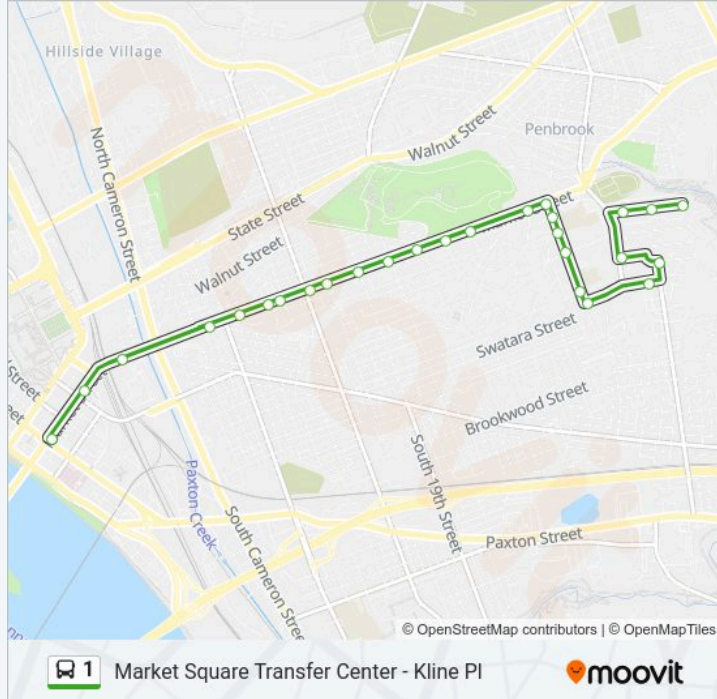 Hillside Village
North Cameron Street
Penbrook
Walnut Street
State Street
Walnut Street
Street
Swatara Street
Street
Brookwood Street
South 19th Street
Paxton Creek
South Cameron Stree
Paxton Street
© OpenStreetMap contributors | © OpenMapTiles
1 Market Square Transfer Center - Kline Pl
moovit